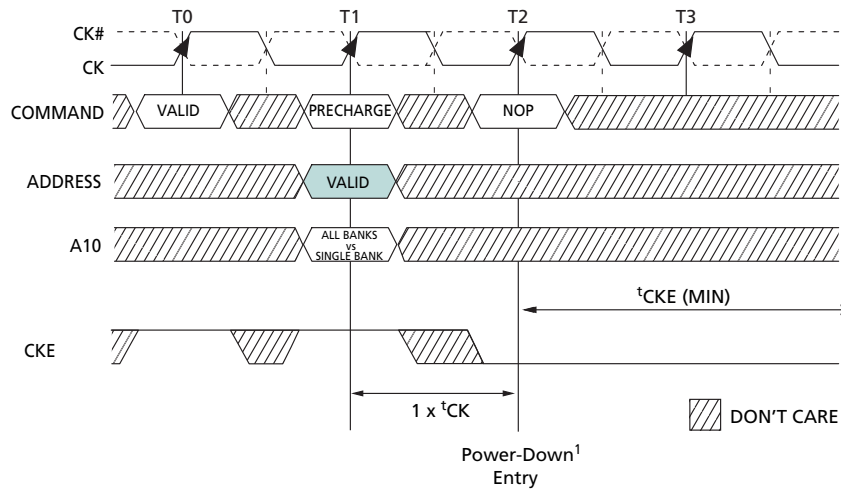 T0 T1 T2 T3
CK#
CK
COMMAND VALID PRECHARGE NOP
ADDRESS VALID
A10 ALL BANKS
vs
SINGLE BANK
tCKE (MIN)
CKE
1 x tCK
DON'T CARE
Power-Down1
Entry